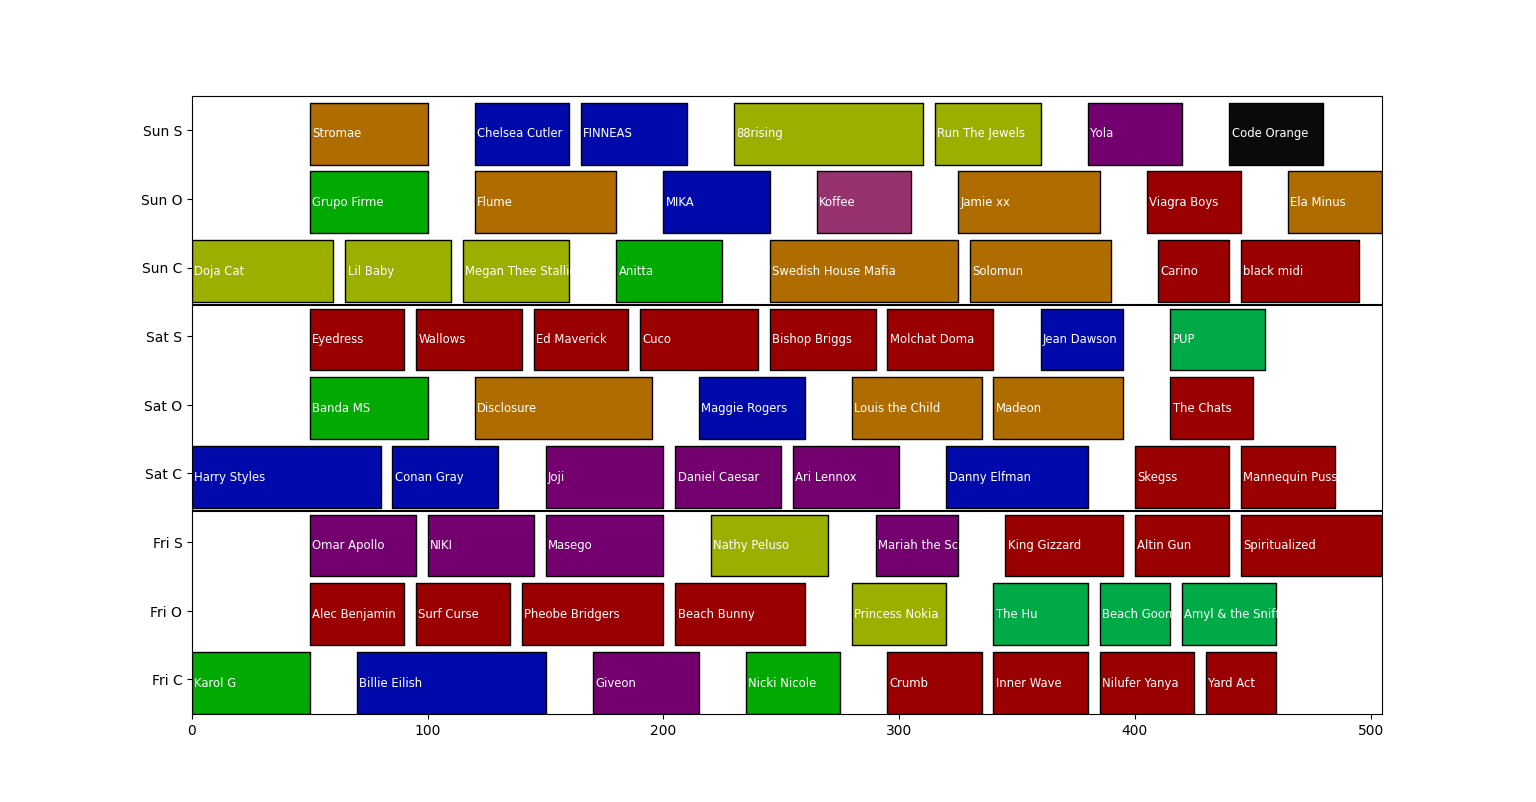 Sun S
Stromae
Chelsea Cutler
FINNEAS
88rising
Run The Jewels
Yola
Code Orange
Sun O
Grupo Firme
Flume
MIKA
Koffee
Jamie xx
Viagra Boys
Ela Minus
Sun C
Doja Cat
Lil Baby
Megan Thee Stalli
Anitta
Swedish House Mafia
Solomun
Carino
black midi
Sat S
Eyedress
Wallows
Ed Maverick
Cuco
Bishop Briggs
Molchat Doma
Jean Dawson
PUP
Sat O
Banda MS
Disclosure
Maggie Rogers
Louis the Child
Madeon
The Chats
Sat C
Harry Styles
Conan Gray
Joji
Daniel Caesar
Ari Lennox
Danny Elfman
Skegss
Mannequin Puss
Fri S
Omar Apollo
NIKI
Masego
Nathy Peluso
Mariah the Sc
King Gizzard
Altin Gun
Spiritualized
Fri O
Alec Benjamin
Surf Curse
Pheobe Bridgers
Beach Bunny
Princess Nokia
The Hu
Beach Goon
Amyl & the Sniff
Fri C
Karol G
Billie Eilish
Giveon
Nicki Nicole
Crumb
Inner Wave
Nilufer Yanya
Yard Act
0
100
200
300
400
500